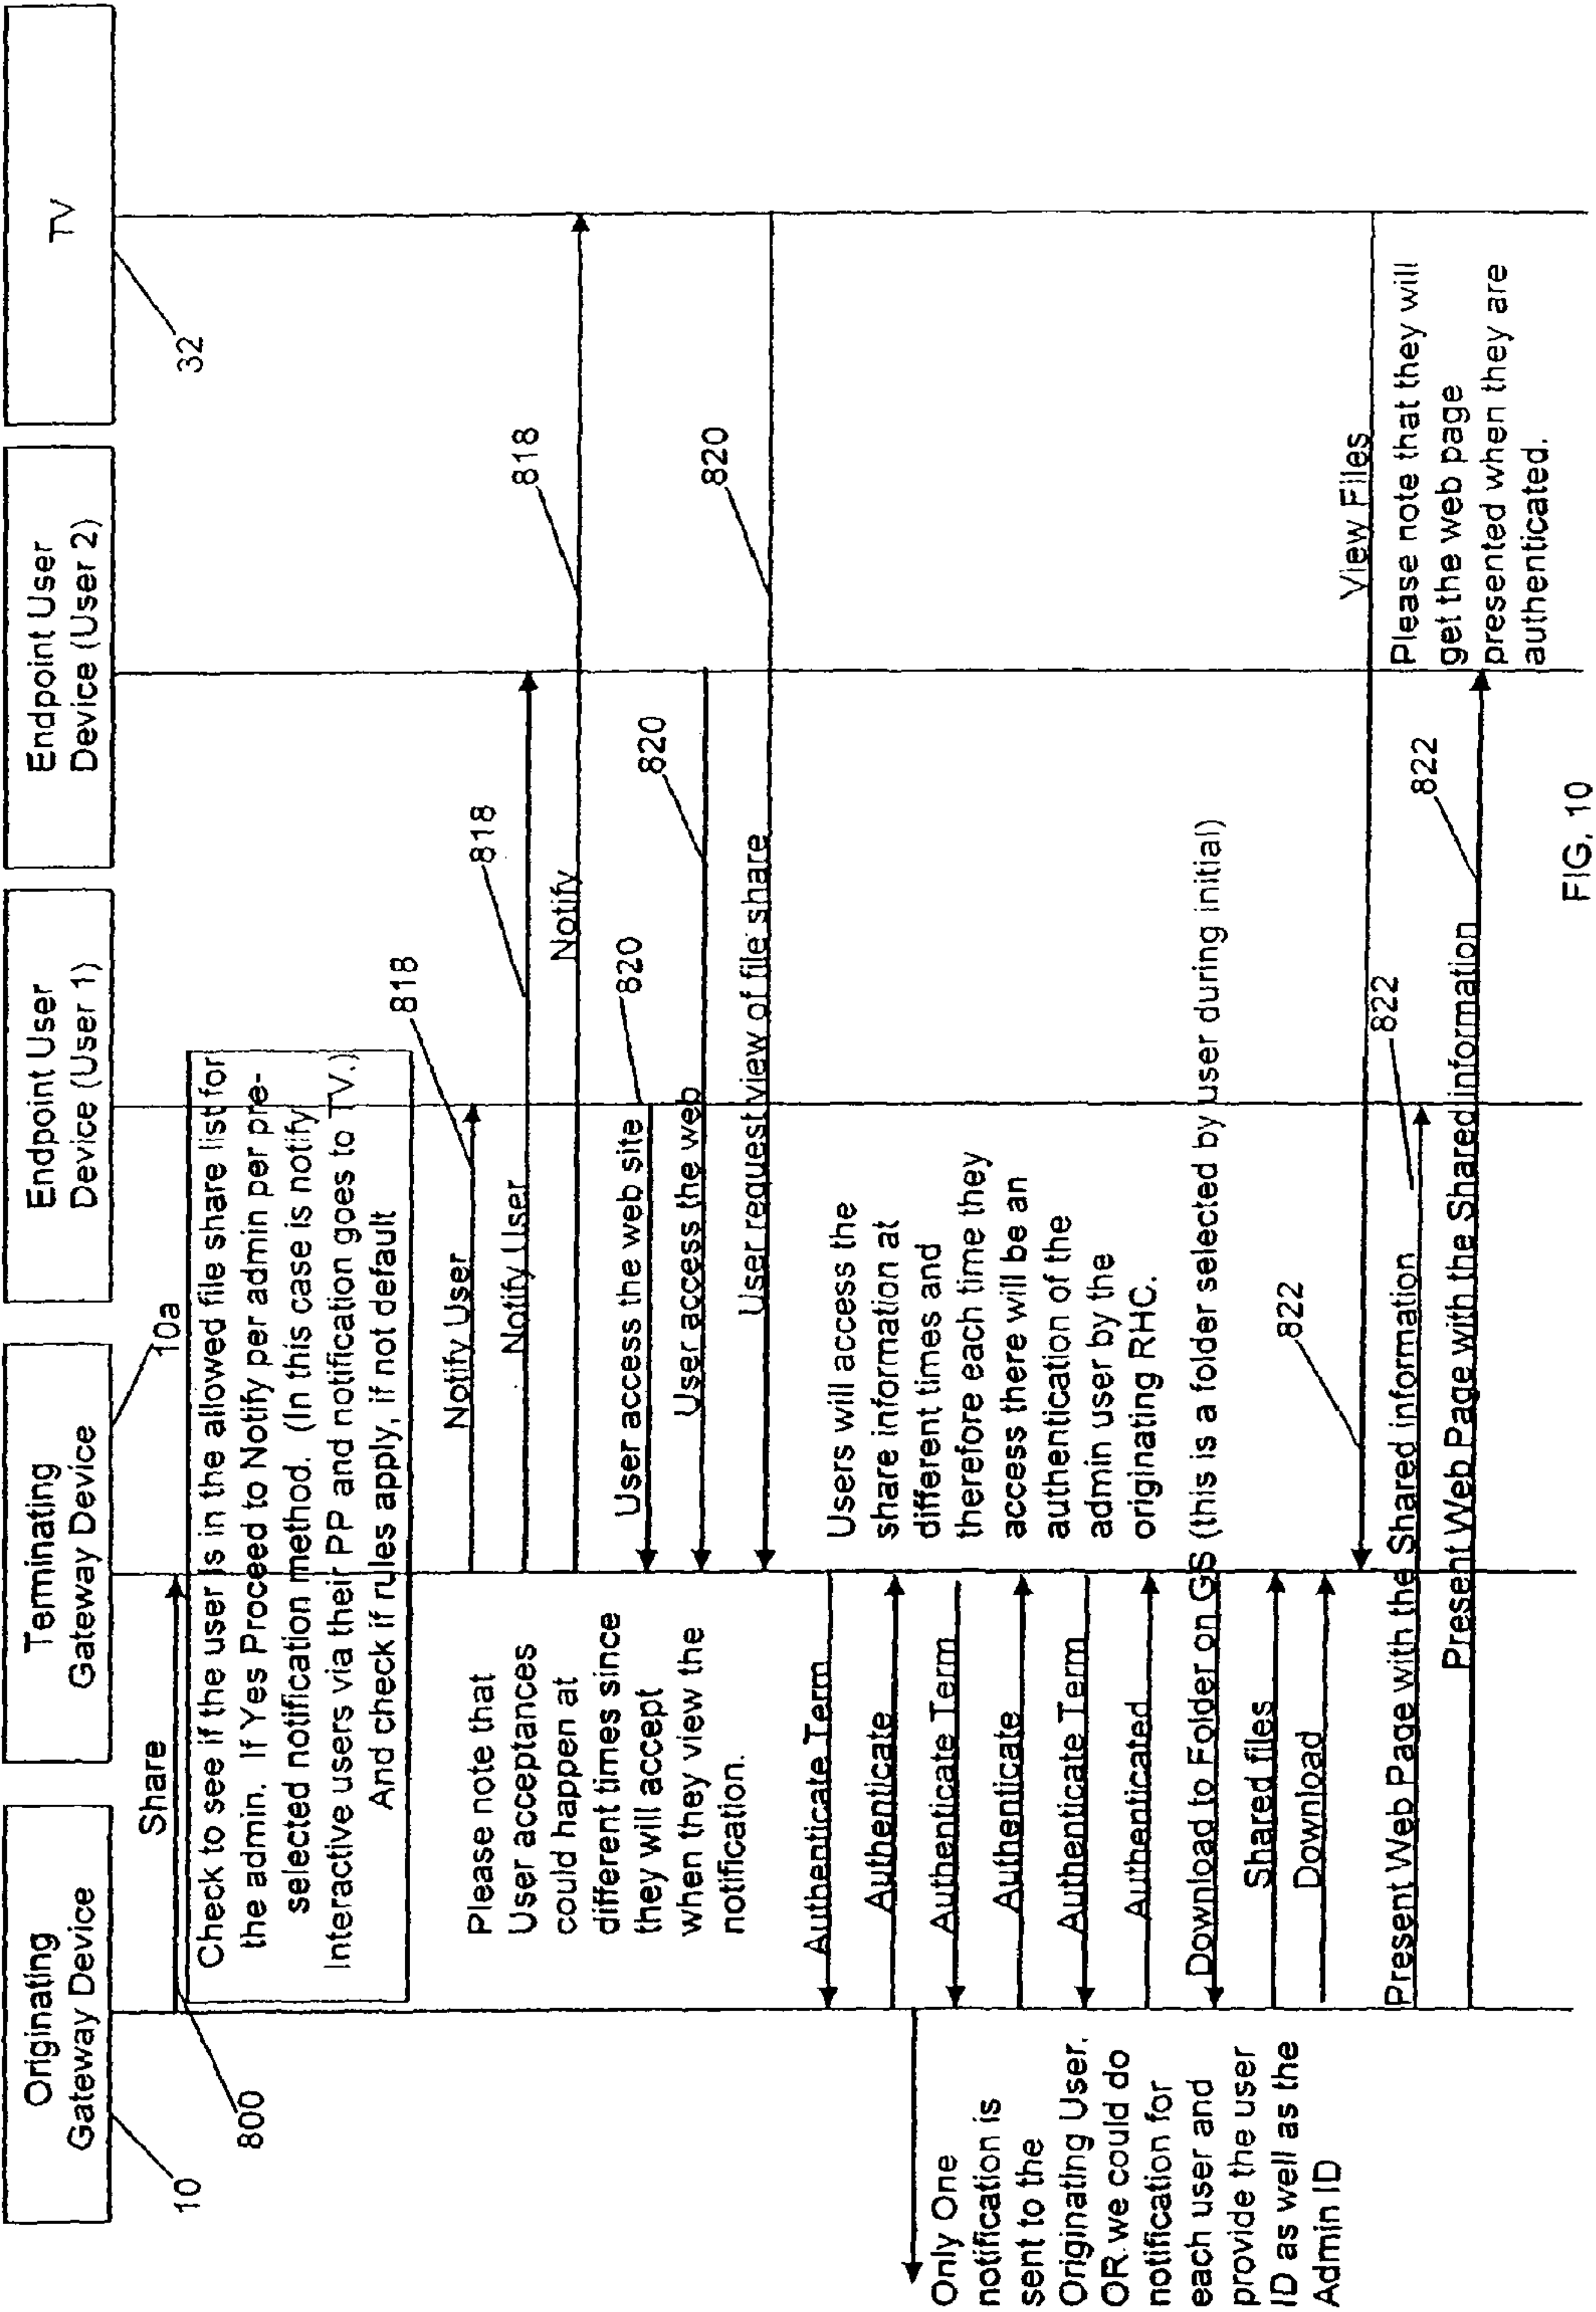 Originating
Gateway Device
Terminating
Gateway Device
Endpoint User
Device (User 1)
Endpoint User
Device (User 2)
TV
10
10a
32
800
Share
Check to see if the user is in the allowed file share list for
the admin. If Yes Proceed to Notify per admin per pre-
selected notification method. (In this case is notify
Interactive users via their PP and notification goes to TV.)
And check if rules apply, if not default
818
Notify User
818
Notify User
818
Notify
Please note that
User acceptances
could happen at
different times since
they will accept
when they view the
notification.
820
User access the web site
820
User access the web
820
User request view of file share
Users will access the
share information at
different times and
therefore each time they
access there will be an
authentication of the
admin user by the
originating RHC.
Authenticate Term
Authenticate
Authenticate Term
Authenticate
Authenticate Term
Authenticated
Download to Folder on GS (this is a folder selected by user during initial)
Shared files
Download
Only One
notification is
sent to the
Originating User.
OR we could do
notification for
each user and
provide the user
ID as well as the
Admin ID
822
View Files
822
Present Web Page with the Shared information
822
Present Web Page with the Shared information
Please note that they will
get the web page
presented when they are
authenticated.
FIG. 10